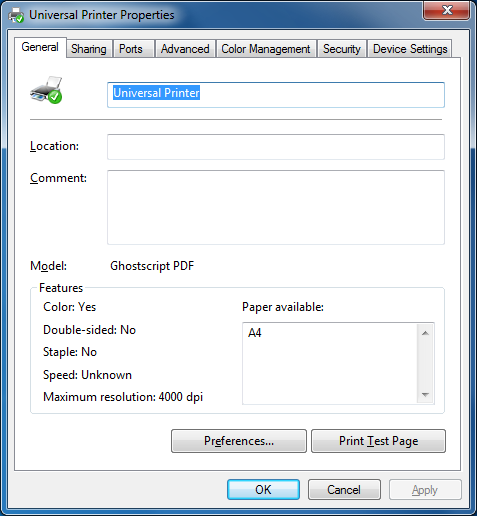 Universal Printer Properties
General Sharing Ports Advanced Color Management Security Device Settings
Universal Printer
Location:
Comment:
Model: Ghostscript PDF
Features
Color: Yes Paper available:
Double-sided: No A4
Staple: No
Speed: Unknown
Maximum resolution: 4000 dpi
Preferences... Print Test Page
OK Cancel Apply